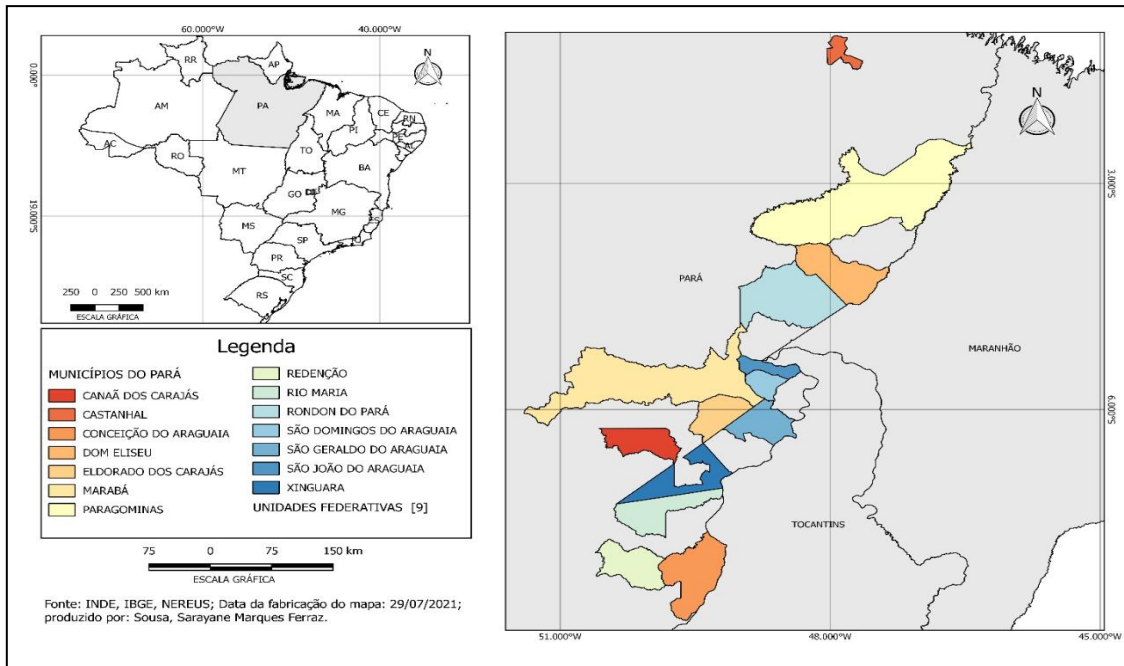 60.000°W
40.000°W
0.000°
N
RR
AP
AM
PA
MA
CE
RN
PI
PE
AL
AC
RO
TO
BA
MT
GO
MG
ES
MS
SP
RJ
PR
SC
RS
250 0 250 500 km
ESCALA GRÁFICA
Legenda
MUNICÍPIOS DO PARÁ
CANAÃ DOS CARAJÁS
CASTANHAL
CONCEIÇÃO DO ARAGUAIA
DOM ELISEU
ELDORADO DOS CARAJÁS
MARABÁ
PARAGOMINAS
REDENÇÃO
RIO MARIA
RONDON DO PARÁ
SÃO DOMINGOS DO ARAGUAIA
SÃO GERALDO DO ARAGUAIA
SÃO JOÃO DO ARAGUAIA
XINGUARA
UNIDADES FEDERATIVAS [9]
75 0 75 150 km
ESCALA GRÁFICA
Fonte: INDE, IBGE, NEREUS; Data da fabricação do mapa: 29/07/2021;
produzido por: Sousa, Sarayane Marques Ferraz.
N
3.000°S
PARÁ
MARANHÃO
6.000°S
TOCANTINS
51.000°W
48.000°W
45.000°W